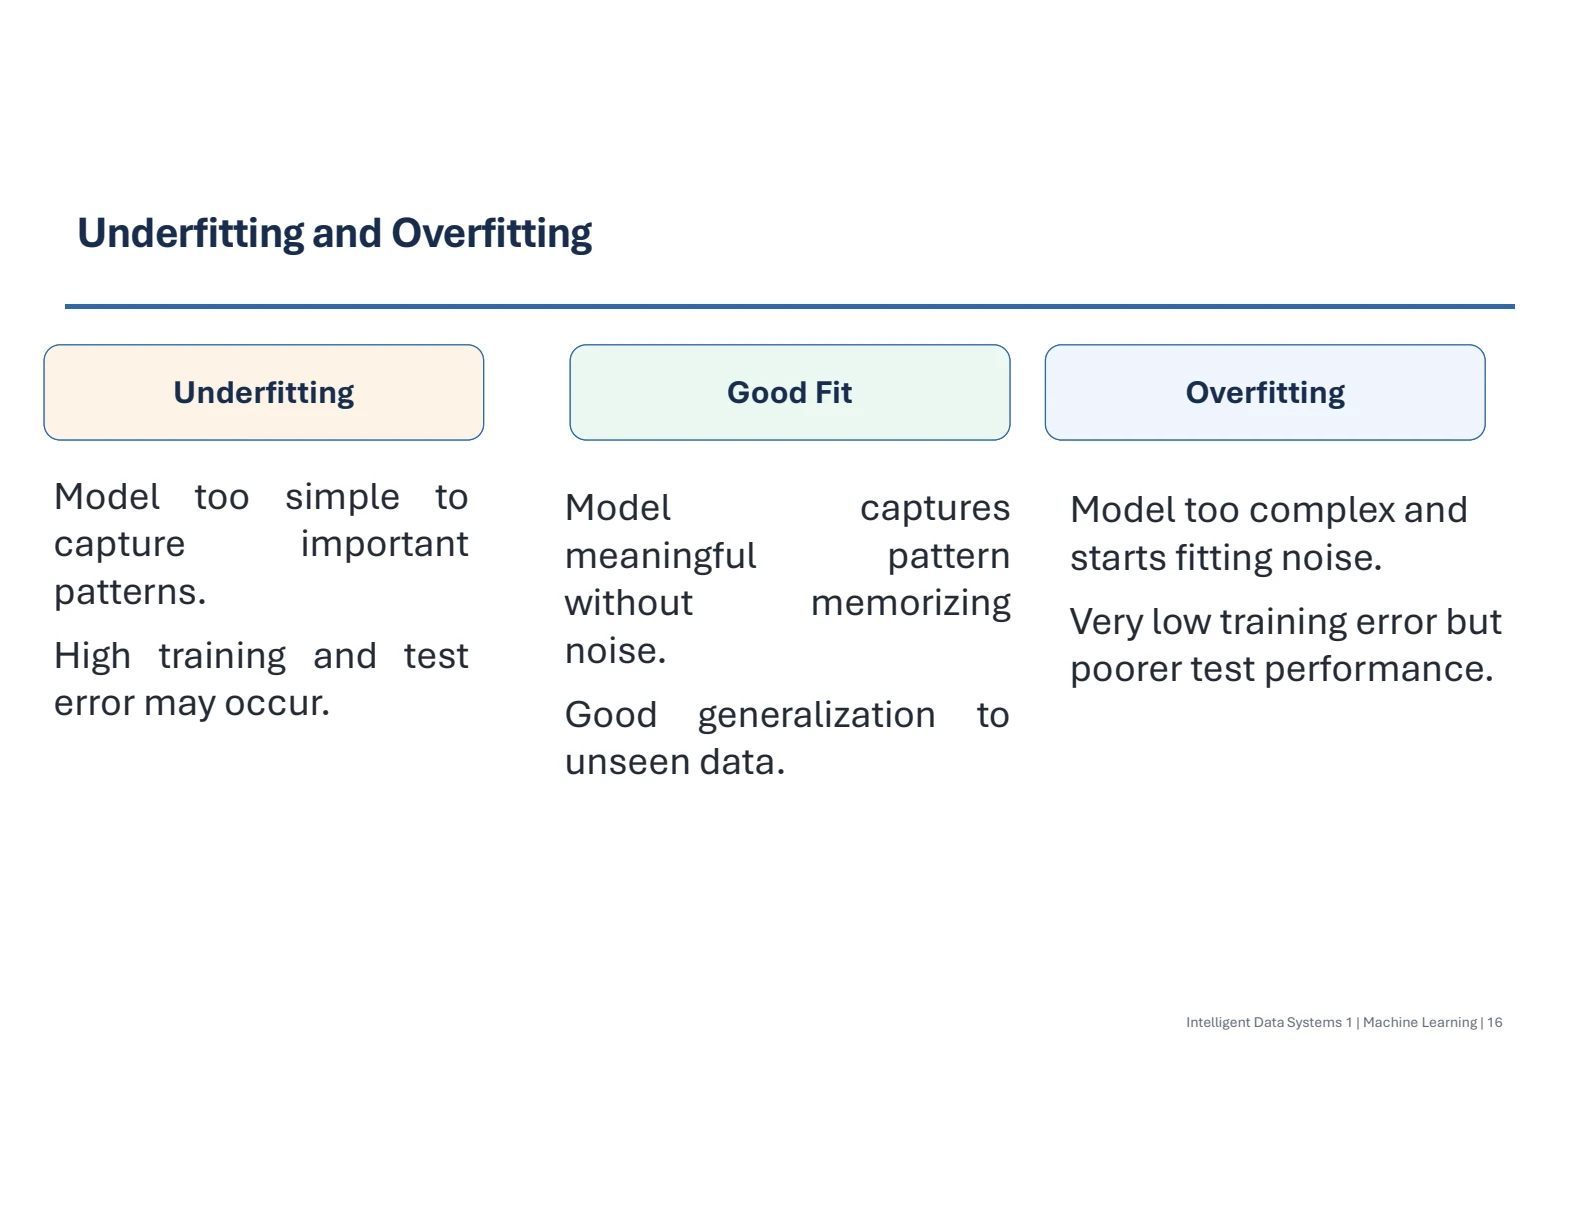 Underfitting and Overfitting
Underfitting
Model too simple to
capture important
patterns.
High training and test
error may occur.
Good Fit
Model captures
meaningful pattern
without memorizing
noise.
Good generalization to
unseen data.
Overfitting
Model too complex and
starts fitting noise.
Very low training error but
poorer test performance.
Intelligent Data Systems 1 | Machine Learning | 16